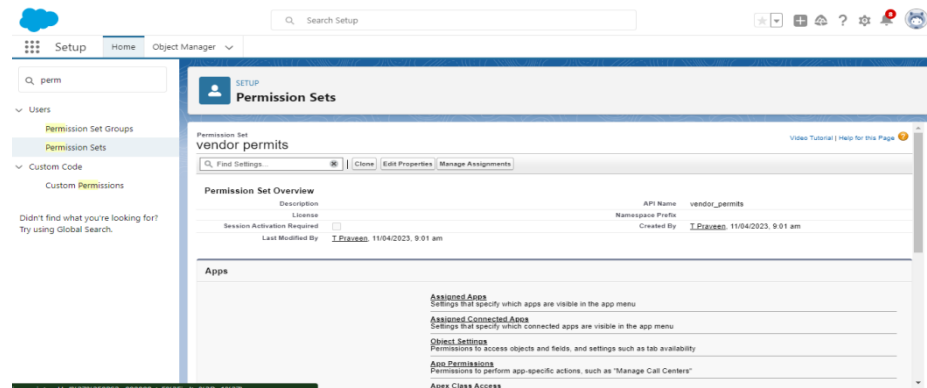 Search Setup
8
Setup
Home
Object Manager
perm
Users
Permission Set Groups
Permission Sets
Custom Code
Custom Permissions
Didn't find what you're looking for?
Try using Global Search.
SETUP
Permission Sets
Permission Set
vendor permits
Video Tutorial | Help for this Page
Find Settings...
Clone
Edit Properties
Manage Assignments
Permission Set Overview
Description
API Name vendor_permits
License
Namespace Prefix
Session Activation Required
Created By T Praveen, 11/04/2023, 9:01 am
Last Modified By T Praveen, 11/04/2023, 9:01 am
Apps
Assigned Apps
Settings that specify which apps are visible in the app menu
Assigned Connected Apps
Settings that specify which connected apps are visible in the app menu
Object Settings
Permissions to access objects and fields, and settings such as tab availability
App Permissions
Permissions to perform app-specific actions, such as "Manage Call Centers"
Apex Class Access